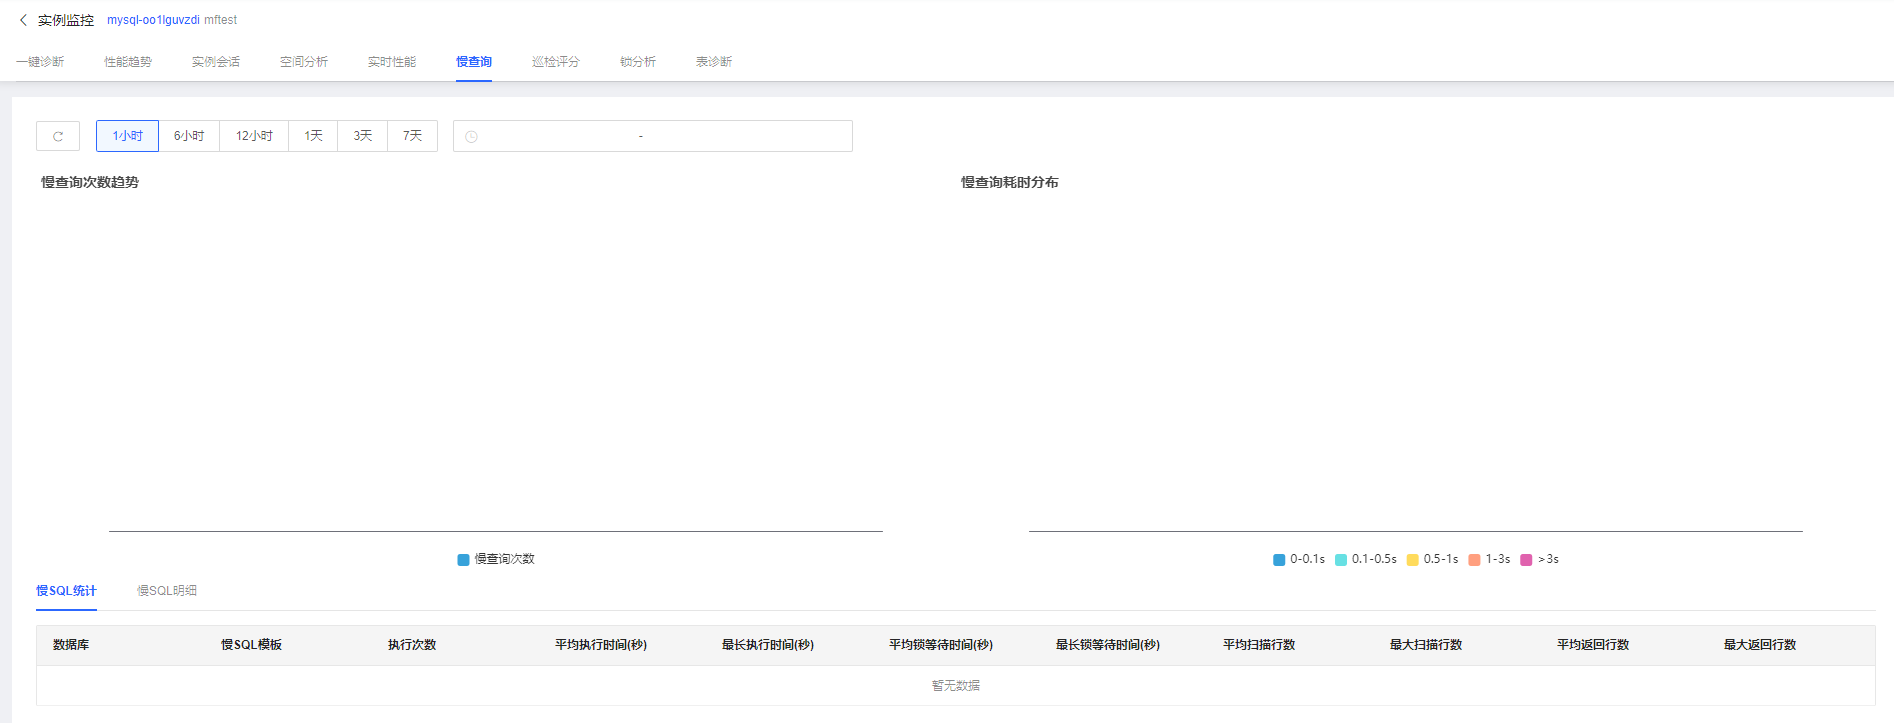 实例监控 mysql-oo1lguvzdi mftest
一键诊断 性能趋势 实例会话 空间分析 实时性能 慢查询 巡检评分 锁分析 表诊断
1小时 6小时 12小时 1天 3天 7天 -
慢查询次数趋势 慢查询耗时分布
慢查询次数 0-0.1s 0.1-0.5s 0.5-1s 1-3s >3s
慢SQL统计 慢SQL明细
数据库 慢SQL模板 执行次数 平均执行时间(秒) 最长执行时间(秒) 平均锁等待时间(秒) 最长锁等待时间(秒) 平均扫描行数 最大扫描行数 平均返回行数 最大返回行数
暂无数据